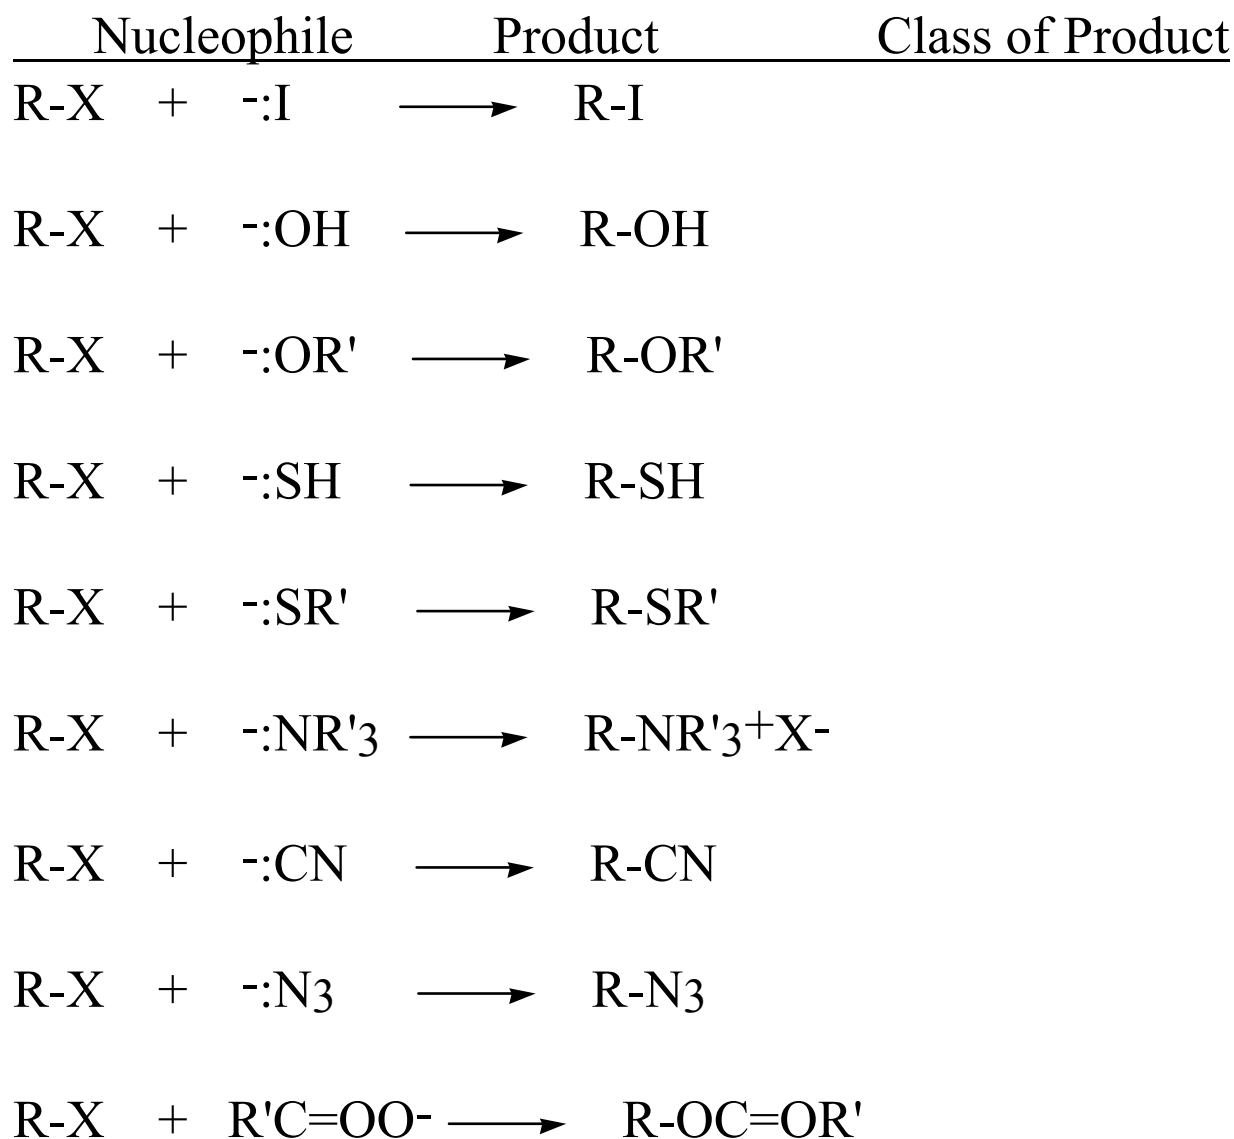 Nucleophile Product Class of Product
R-X + -:I ⟶ R-I
R-X + -:OH ⟶ R-OH
R-X + -:OR' ⟶ R-OR'
R-X + -:SH ⟶ R-SH
R-X + -:SR' ⟶ R-SR'
R-X + -:NR'3 ⟶ R-NR'3+X-
R-X + -:CN ⟶ R-CN
R-X + -:N3 ⟶ R-N3
R-X + R'C=OO- ⟶ R-OC=OR'